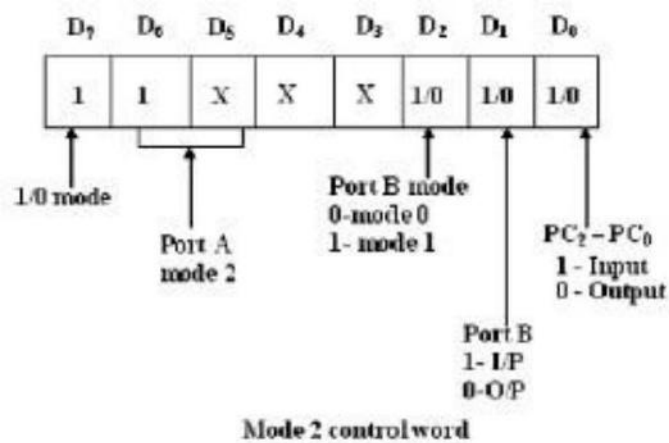 D7 D6 D5 D4 D3 D2 D1 D0
1 1 X X X 1/0 1/0 1/0
1/0 mode
Port A
mode 2
Port B mode
0-mode 0
1- mode 1
PC2 – PC0
1 - Input
0 - Output
Port B
1- I/P
0-O/P
Mode 2 control word